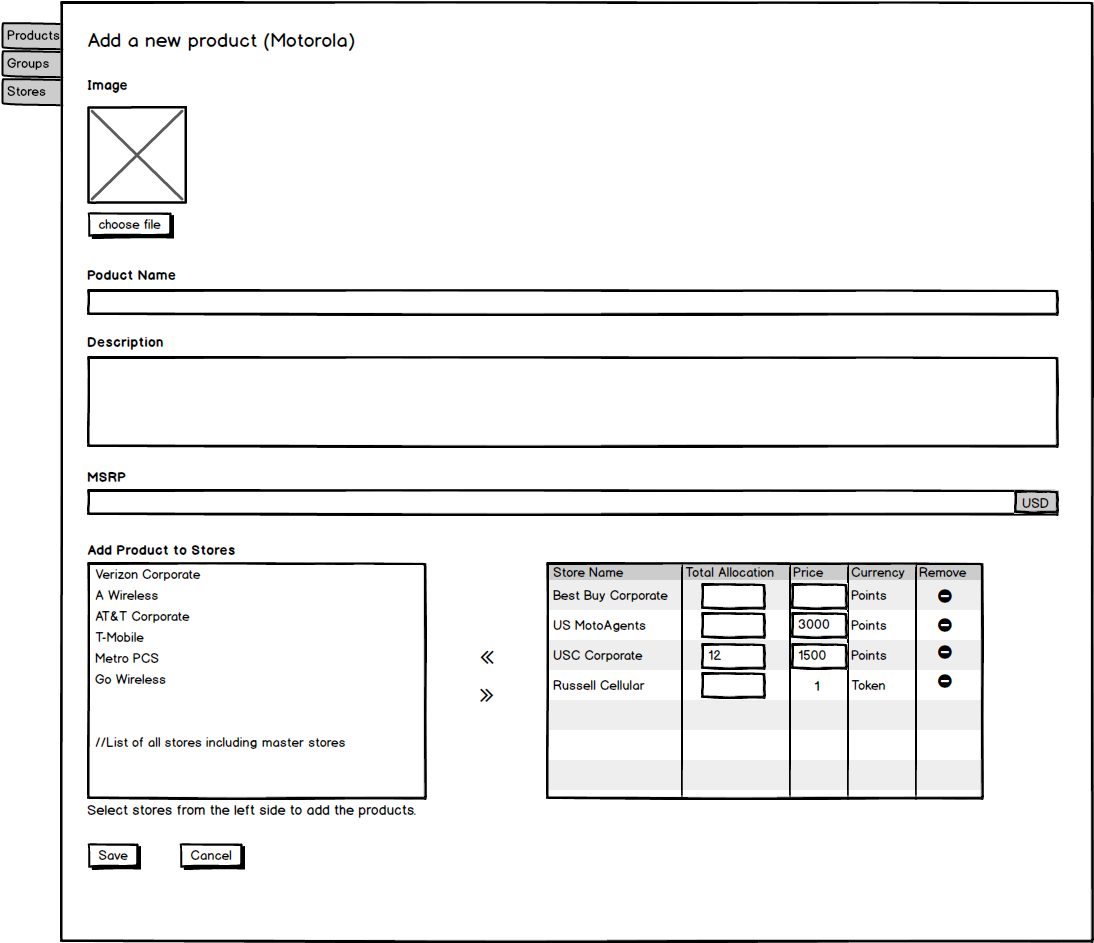 Products
Groups
Stores
Add a new product (Motorola)
Image
choose file
Poduct Name
Description
MSRP
USD
Add Product to Stores
Verizon Corporate
A Wireless
AT&T Corporate
T-Mobile
Metro PCS
Go Wireless
//List of all stores including master stores
Select stores from the left side to add the products.
«
»
Store Name Total Allocation Price Currency Remove
Best Buy Corporate Points
US MotoAgents 3000 Points
USC Corporate 12 1500 Points
Russell Cellular 1 Token
Save Cancel